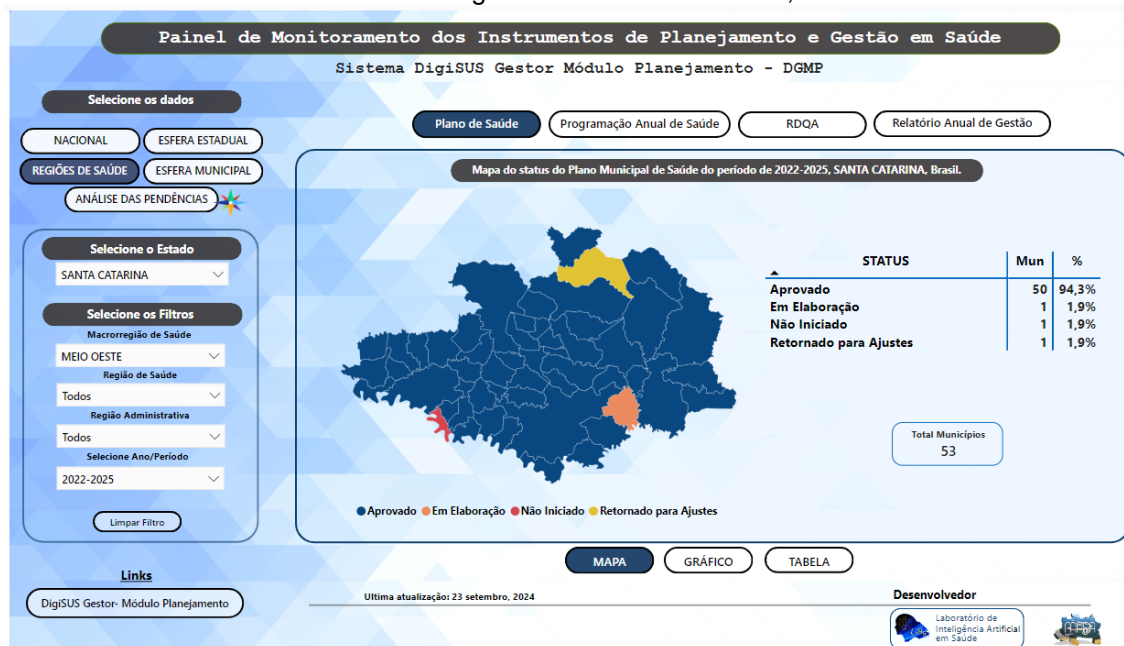 Painel de Monitoramento dos Instrumentos de Planejamento e Gestão em Saúde
Sistema DigiSUS Gestor Módulo Planejamento - DGMP
Selecione os dados
NACIONAL
ESFERA ESTADUAL
REGIÕES DE SAÚDE
ESFERA MUNICIPAL
ANÁLISE DAS PENDÊNCIAS
Plano de Saúde
Programação Anual de Saúde
RDQA
Relatório Anual de Gestão
Selecione o Estado
SANTA CATARINA
Selecione os Filtros
Macrorregião de Saúde
MEIO OESTE
Região de Saúde
Todos
Região Administrativa
Todos
Selecione Ano/Período
2022-2025
Limpar Filtro
Mapa do status do Plano Municipal de Saúde do período de 2022-2025, SANTA CATARINA, Brasil.
STATUS Mun %
Aprovado 50 94,3%
Em Elaboração 1 1,9%
Não Iniciado 1 1,9%
Retornado para Ajustes 1 1,9%
Total Municípios
53
Aprovado Em Elaboração Não Iniciado Retornado para Ajustes
MAPA
GRÁFICO
TABELA
Links
DigiSUS Gestor- Módulo Planejamento
Ultima atualização: 23 setembro, 2024
Desenvolvedor
Laboratório de
Inteligência Artificial
em Saúde